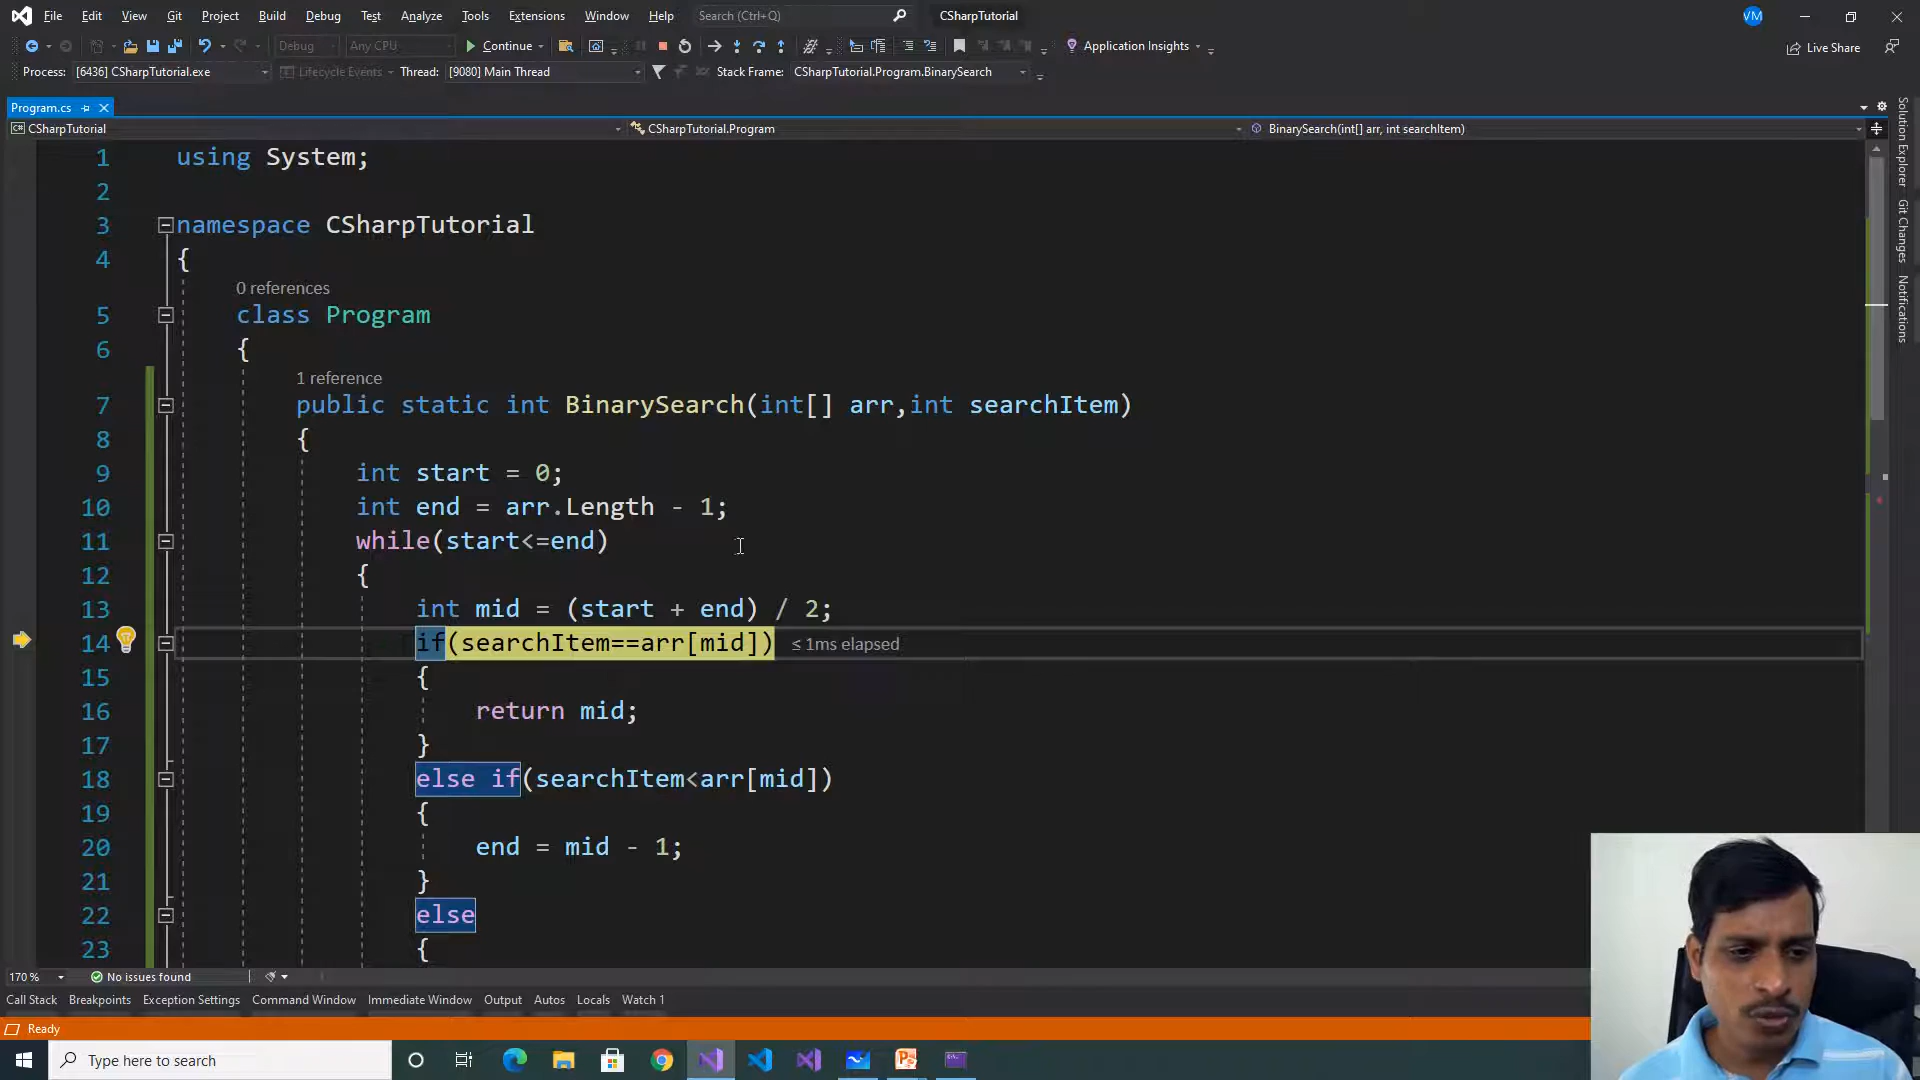 File Edit View Git Project Build Debug Test Analyze Tools Extensions Window Help Search (Ctrl+Q) CSharpTutorial VM
Debug Any CPU Continue Application Insights Live Share
Process: [6436] CSharpTutorial.exe Lifecycle Events Thread: [9080] Main Thread Stack Frame: CSharpTutorial.Program.BinarySearch
Program.cs
C# CSharpTutorial CSharpTutorial.Program BinarySearch(int[] arr, int searchItem)
1 using System;
2
3 namespace CSharpTutorial
4 {
0 references
5 class Program
6 {
1 reference
7 public static int BinarySearch(int[] arr,int searchItem)
8 {
9 int start = 0;
10 int end = arr.Length - 1;
11 while(start<=end)
12 {
13 int mid = (start + end) / 2;
14 if(searchItem==arr[mid]) ≤ 1ms elapsed
15 {
16 return mid;
17 }
18 else if(searchItem<arr[mid])
19 {
20 end = mid - 1;
21 }
22 else
23 {
Solution Explorer
Git Changes
Notifications
170 % No issues found
Call Stack Breakpoints Exception Settings Command Window Immediate Window Output Autos Locals Watch 1
Ready
Type here to search